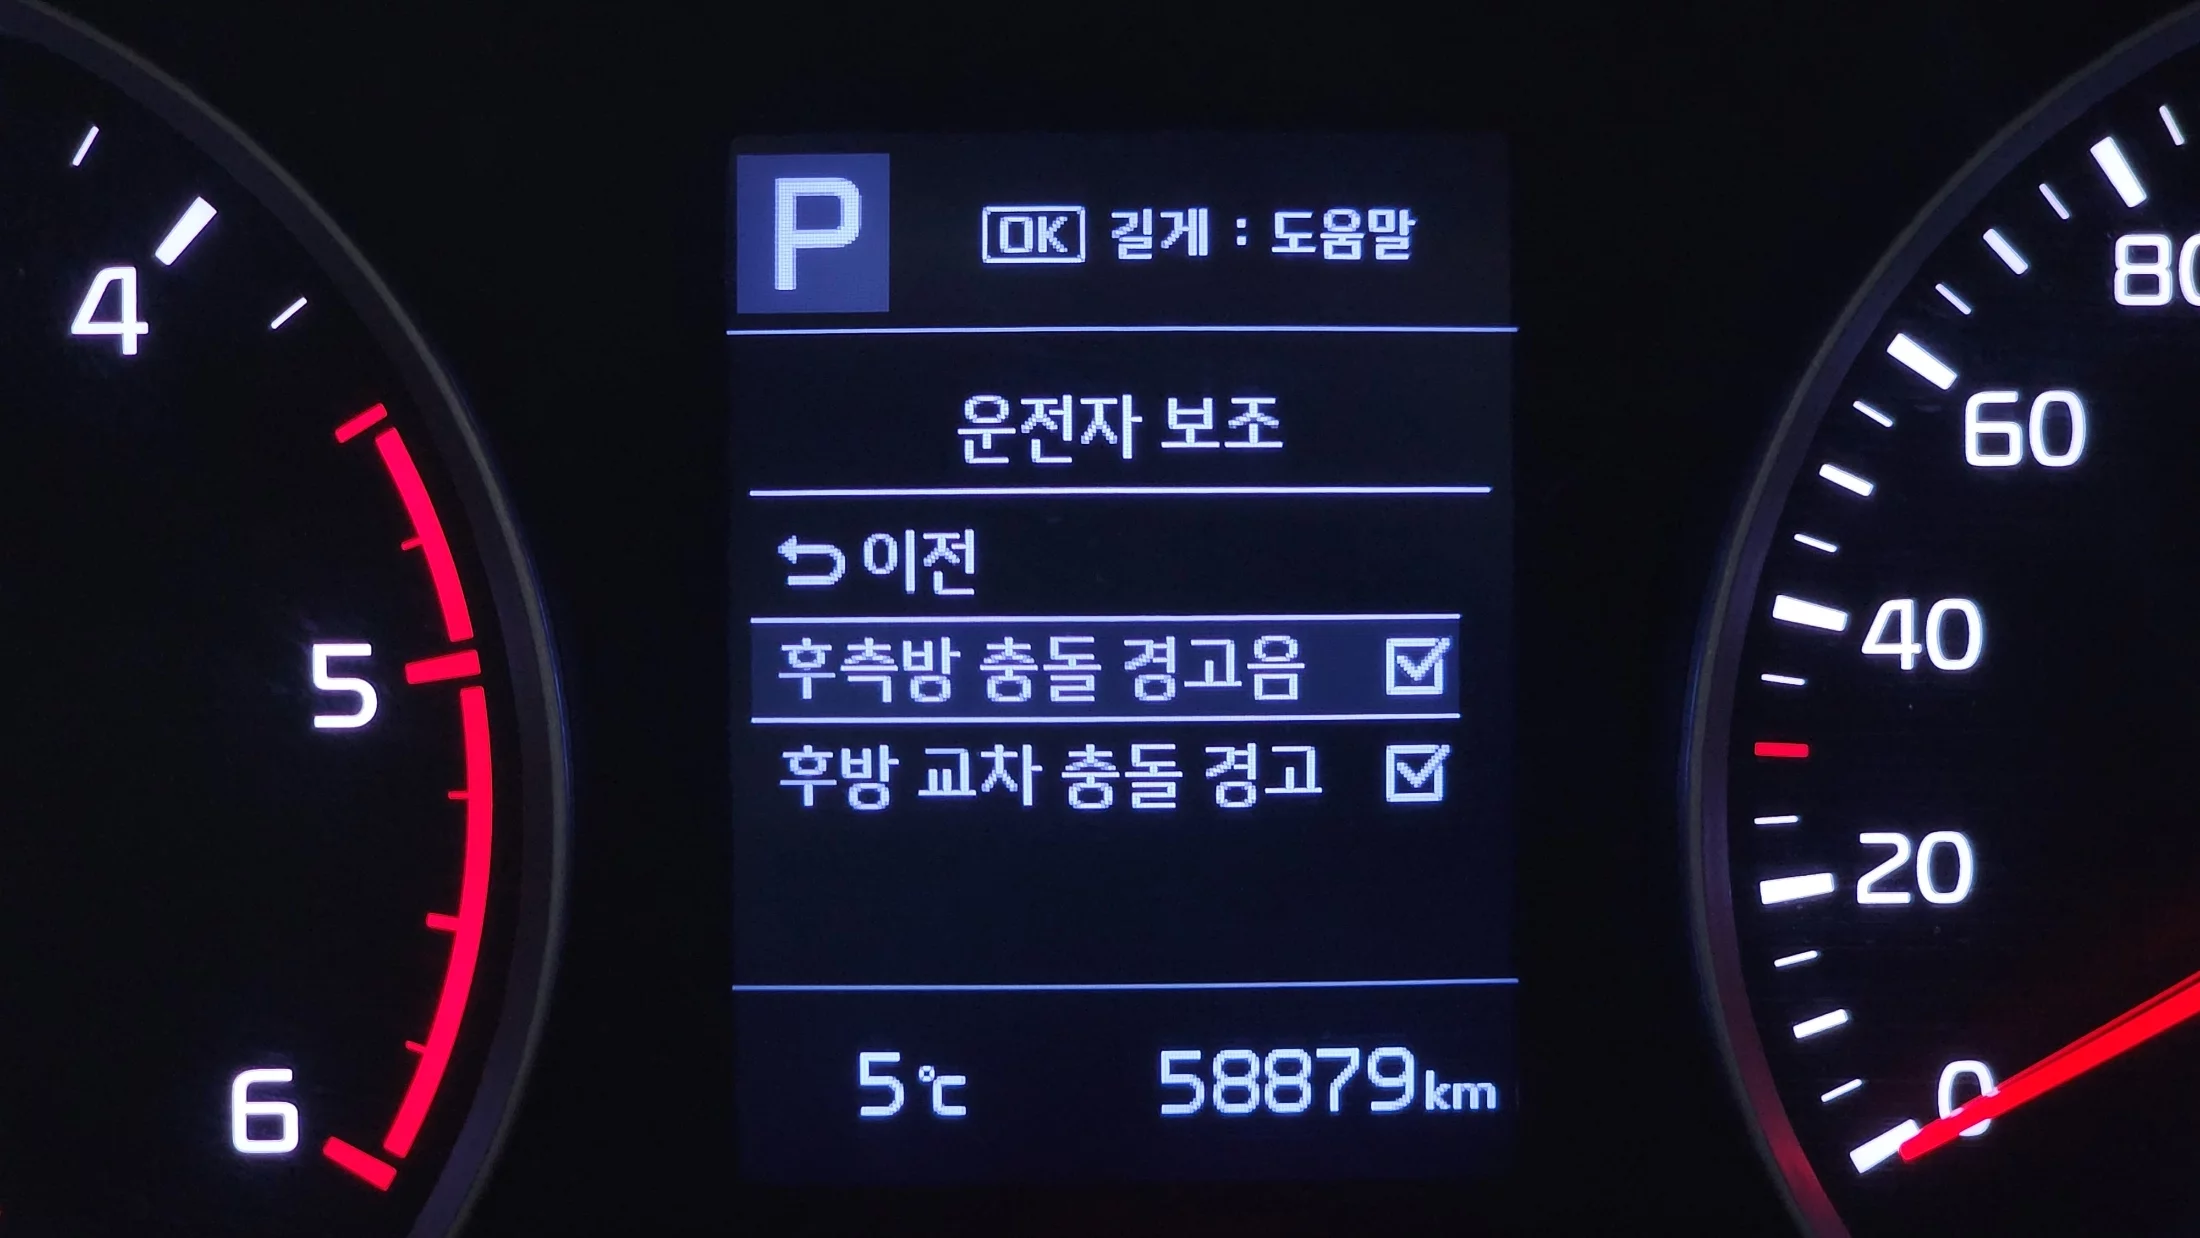 4
5
6
P
OK 길게 : 도움말
운전자 보조
이전
후측방 충돌 경고음
후방 교차 충돌 경고
5℃ 58879km
80
60
40
20
0